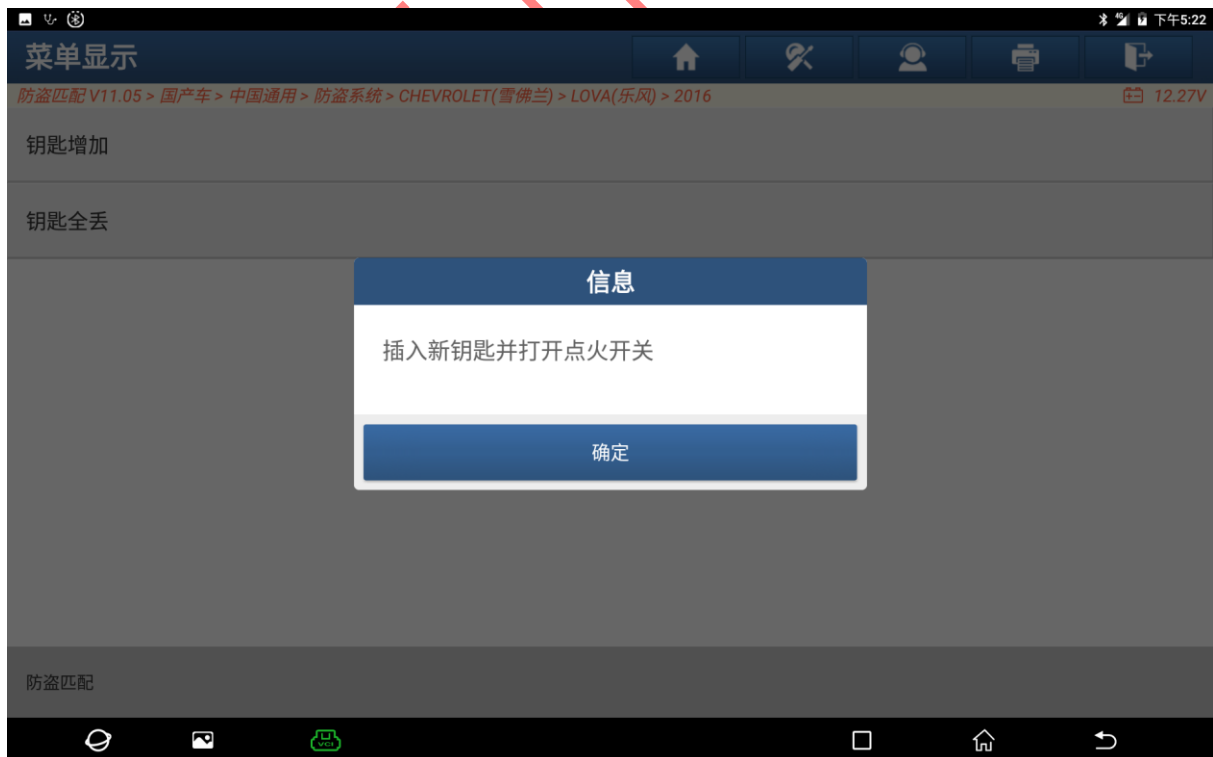 4G 下午5:22
菜单显示
防盗匹配 V11.05 > 国产车 > 中国通用 > 防盗系统 > CHEVROLET(雪佛兰) > LOVA(乐风) > 2016 12.27V
钥匙增加
钥匙全丢
信息
插入新钥匙并打开点火开关
确定
防盗匹配
VCI